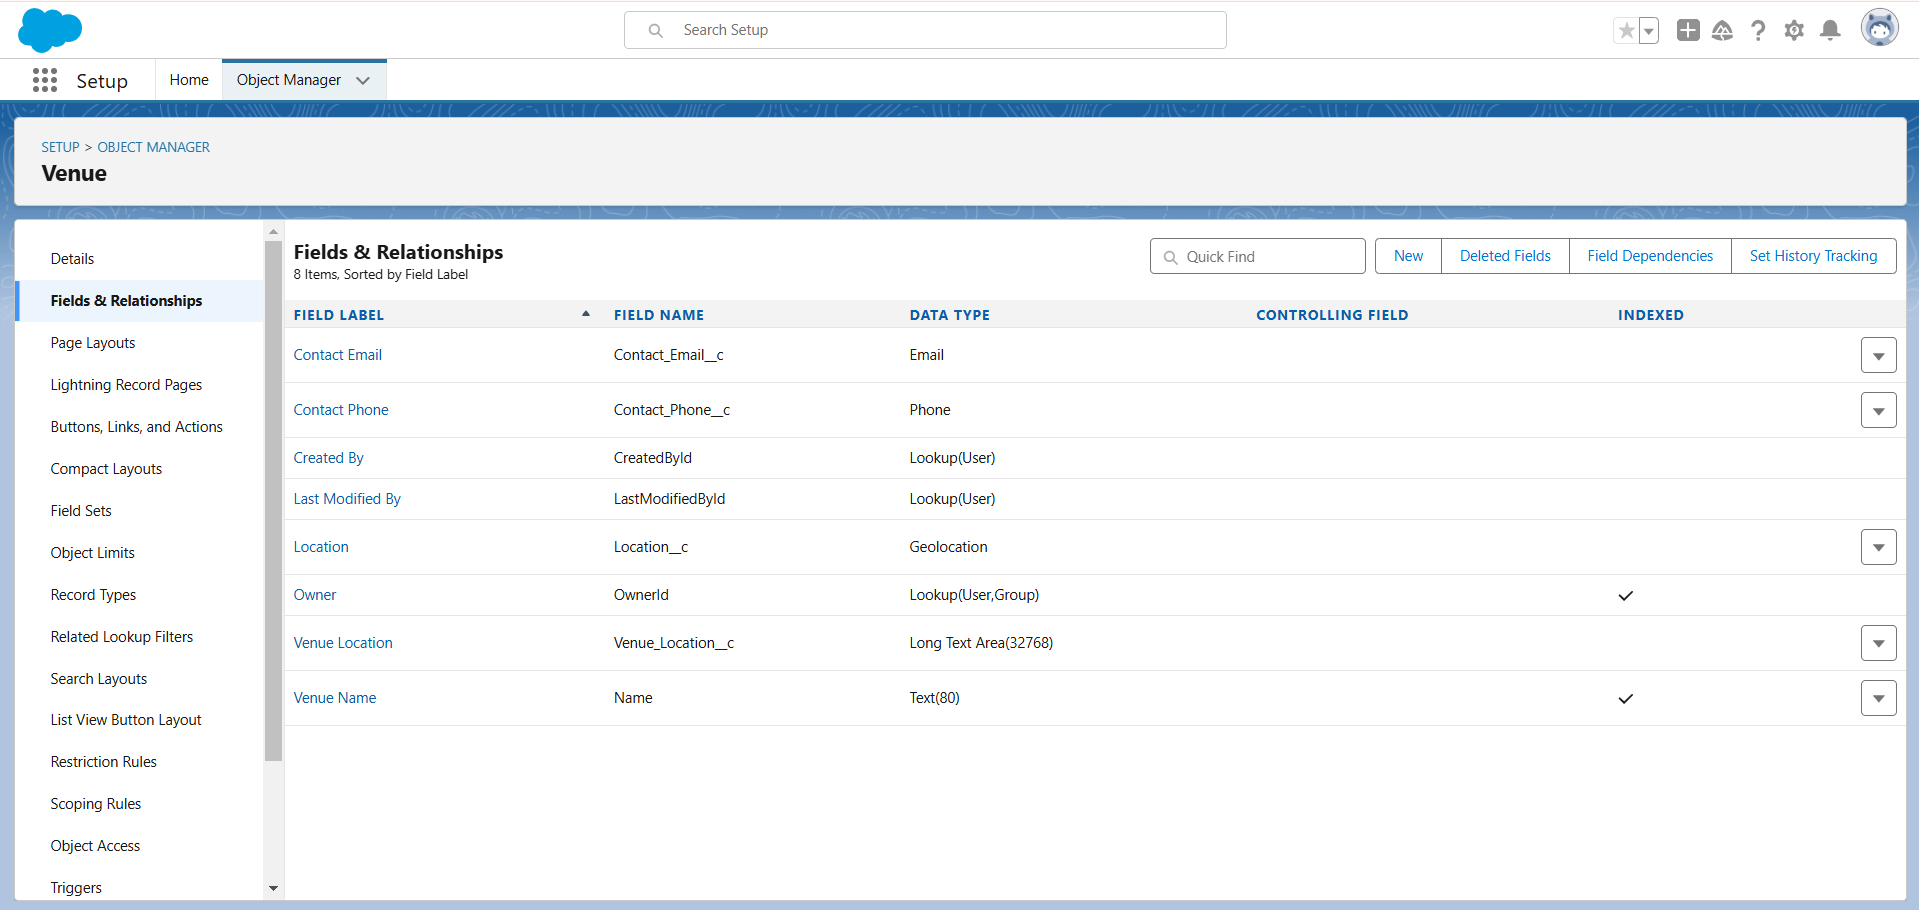 Search Setup
Setup
Home
Object Manager
SETUP > OBJECT MANAGER
Venue
Details
Fields & Relationships
Page Layouts
Lightning Record Pages
Buttons, Links, and Actions
Compact Layouts
Field Sets
Object Limits
Record Types
Related Lookup Filters
Search Layouts
List View Button Layout
Restriction Rules
Scoping Rules
Object Access
Triggers
Fields & Relationships
8 Items, Sorted by Field Label
Quick Find
New
Deleted Fields
Field Dependencies
Set History Tracking
FIELD LABEL FIELD NAME DATA TYPE CONTROLLING FIELD INDEXED
Contact Email Contact_Email__c Email
Contact Phone Contact_Phone__c Phone
Created By CreatedById Lookup(User)
Last Modified By LastModifiedById Lookup(User)
Location Location__c Geolocation
Owner OwnerId Lookup(User,Group)
Venue Location Venue_Location__c Long Text Area(32768)
Venue Name Name Text(80)